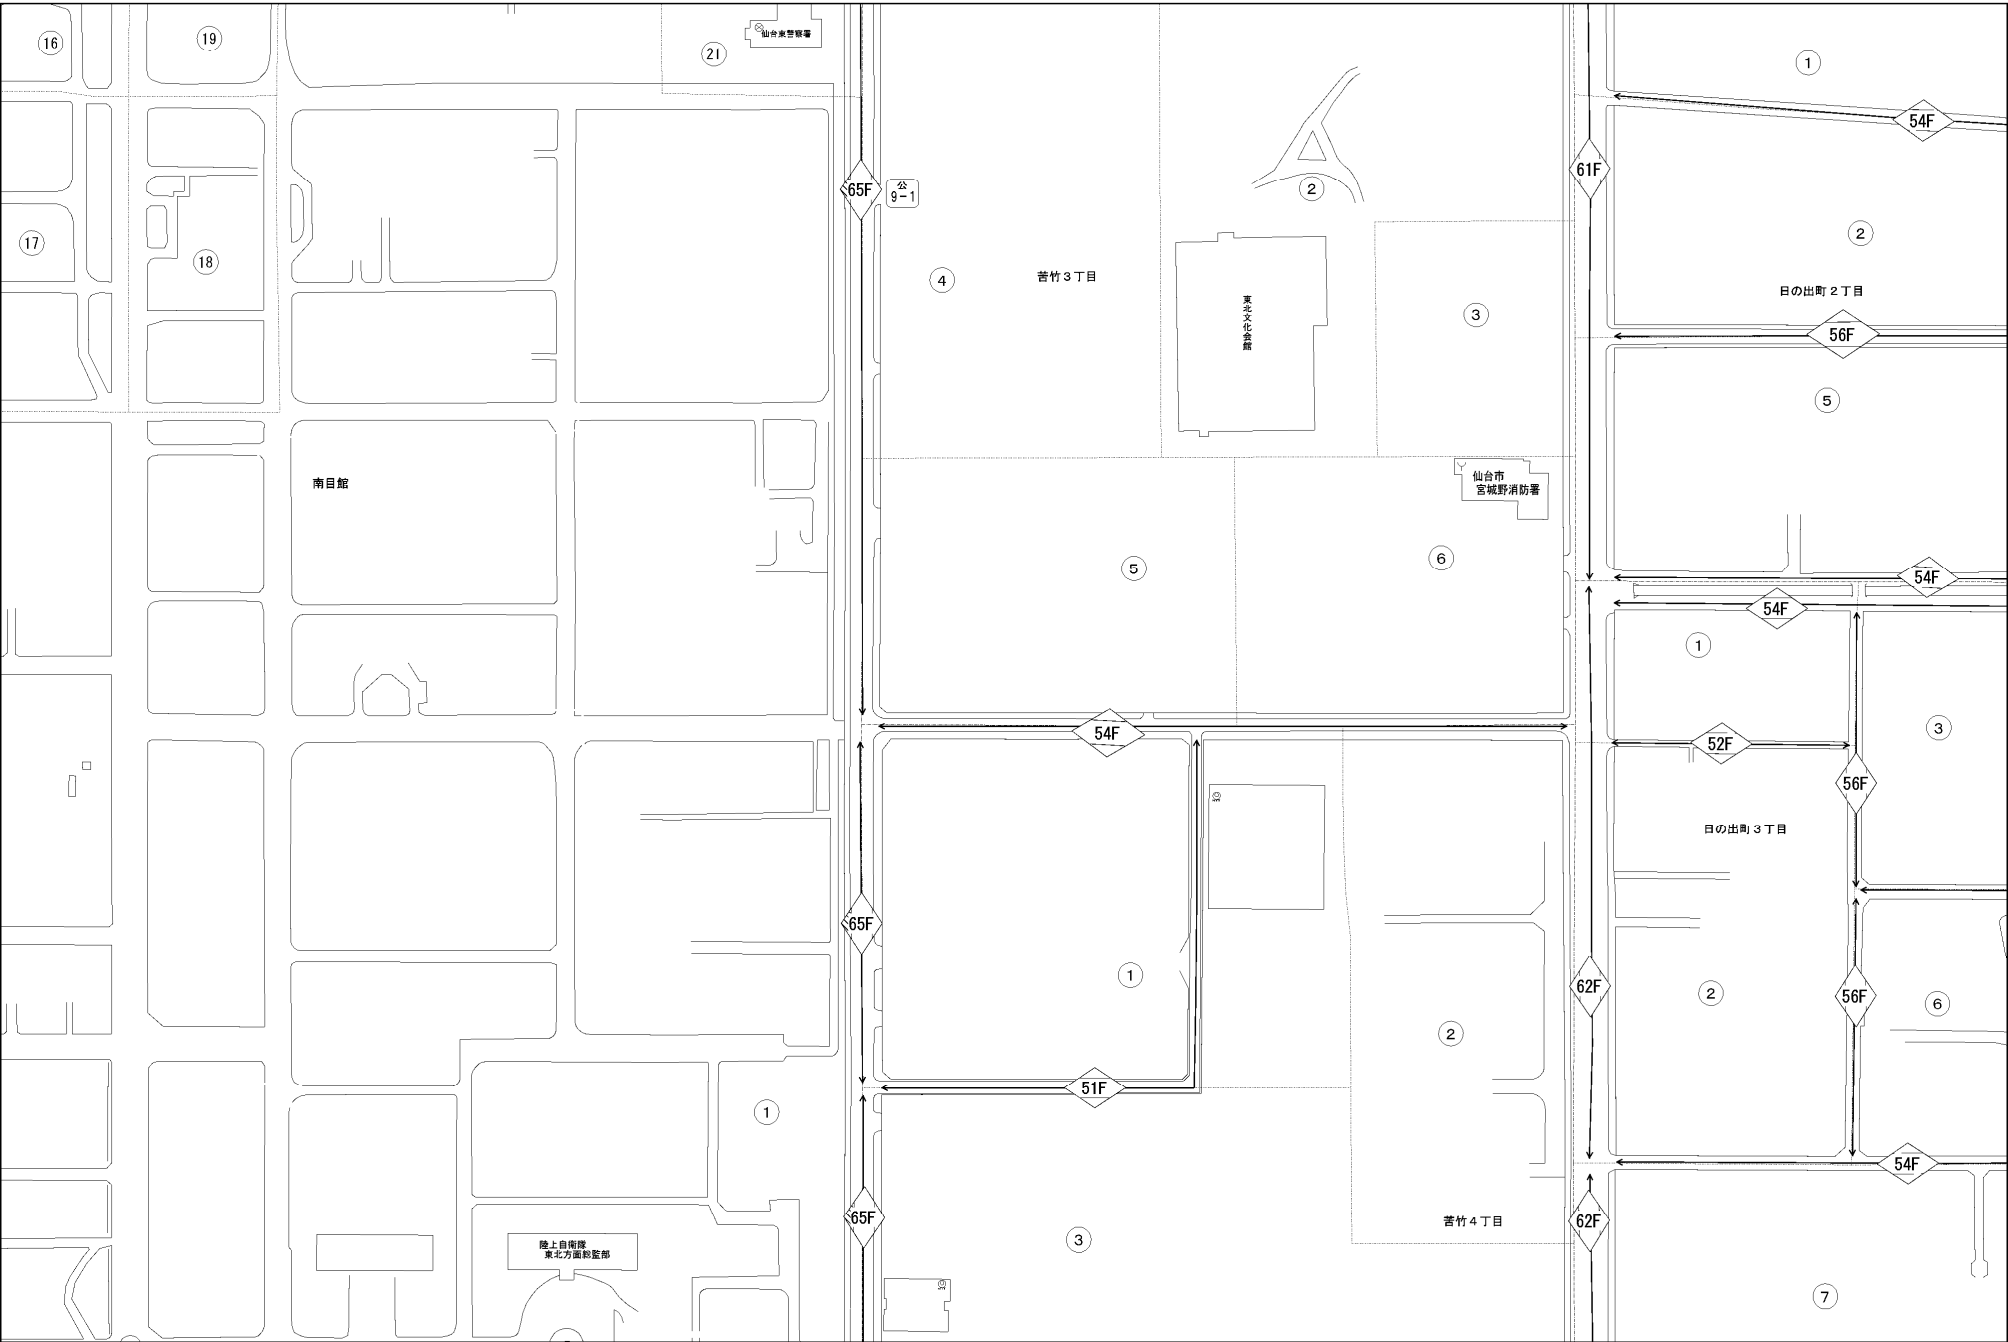 16
19
21
仙台東警察署
1
54F
65F
公
9-1
61F
2
17
18
4
苦竹3丁目
2
日の出町2丁目
東北文化会館
3
56F
5
南目館
仙台市
宮城野消防署
5
6
54F
54F
1
54F
52F
3
56F
日の出町3丁目
65F
1
62F
2
56F
6
2
51F
1
54F
65F
3
苦竹4丁目
62F
陸上自衛隊
東北方面総監部
7